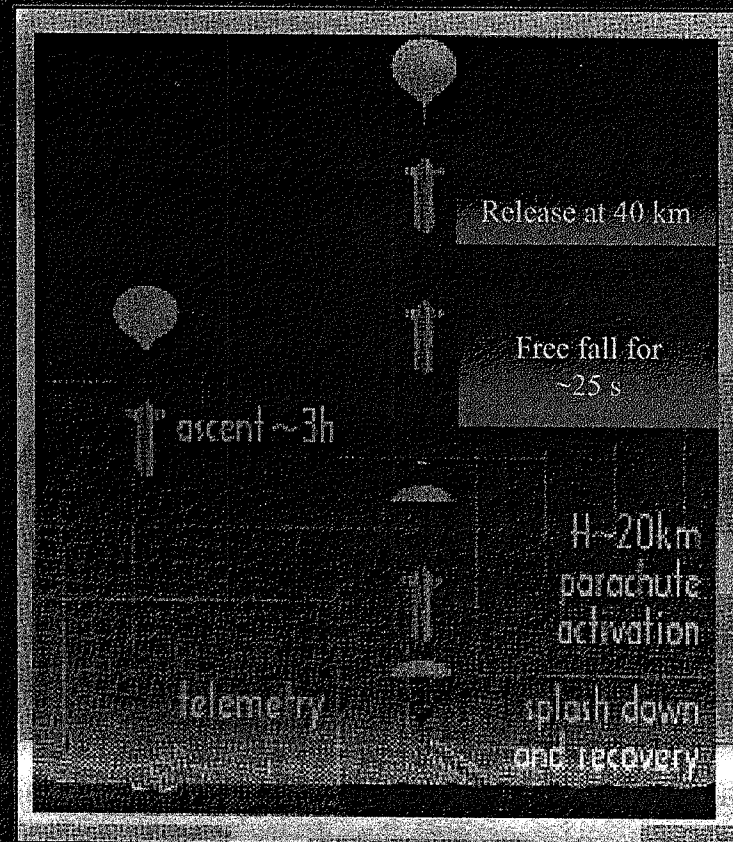 Release at 40 km
Free fall for
~25 s
ascent ~3h
H~20km
parachute
activation
telemetry
splash down
and recovery